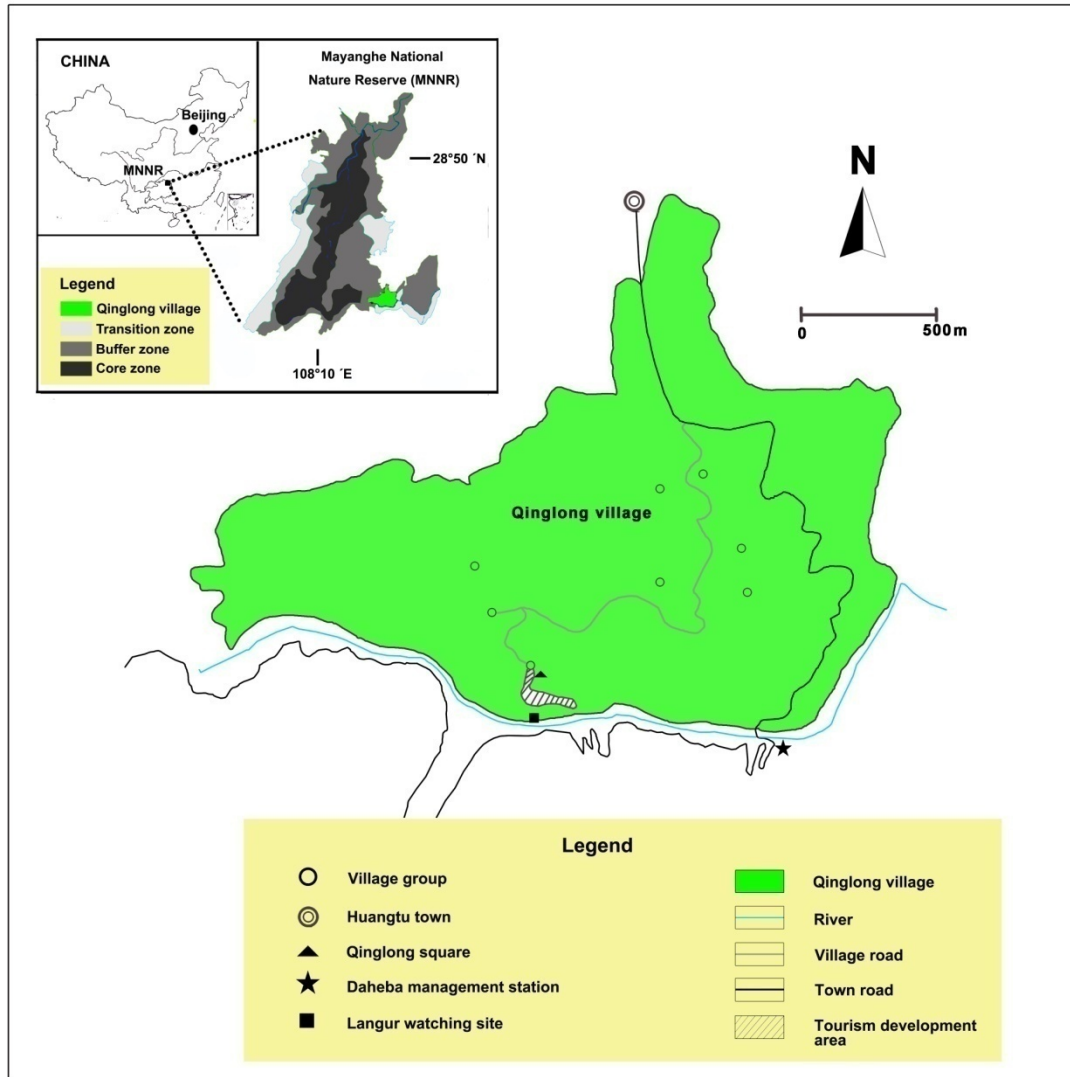 CHINA
Beijing
MNNR
Mayanghe National
Nature Reserve (MNNR)
28°50 ´N
108°10 ´E
Legend
Qinglong village
Transition zone
Buffer zone
Core zone
N
0 500 m
Qinglong village
Legend
Village group
Huangtu town
Qinglong square
Daheba management station
Langur watching site
Qinglong village
River
Village road
Town road
Tourism development
area